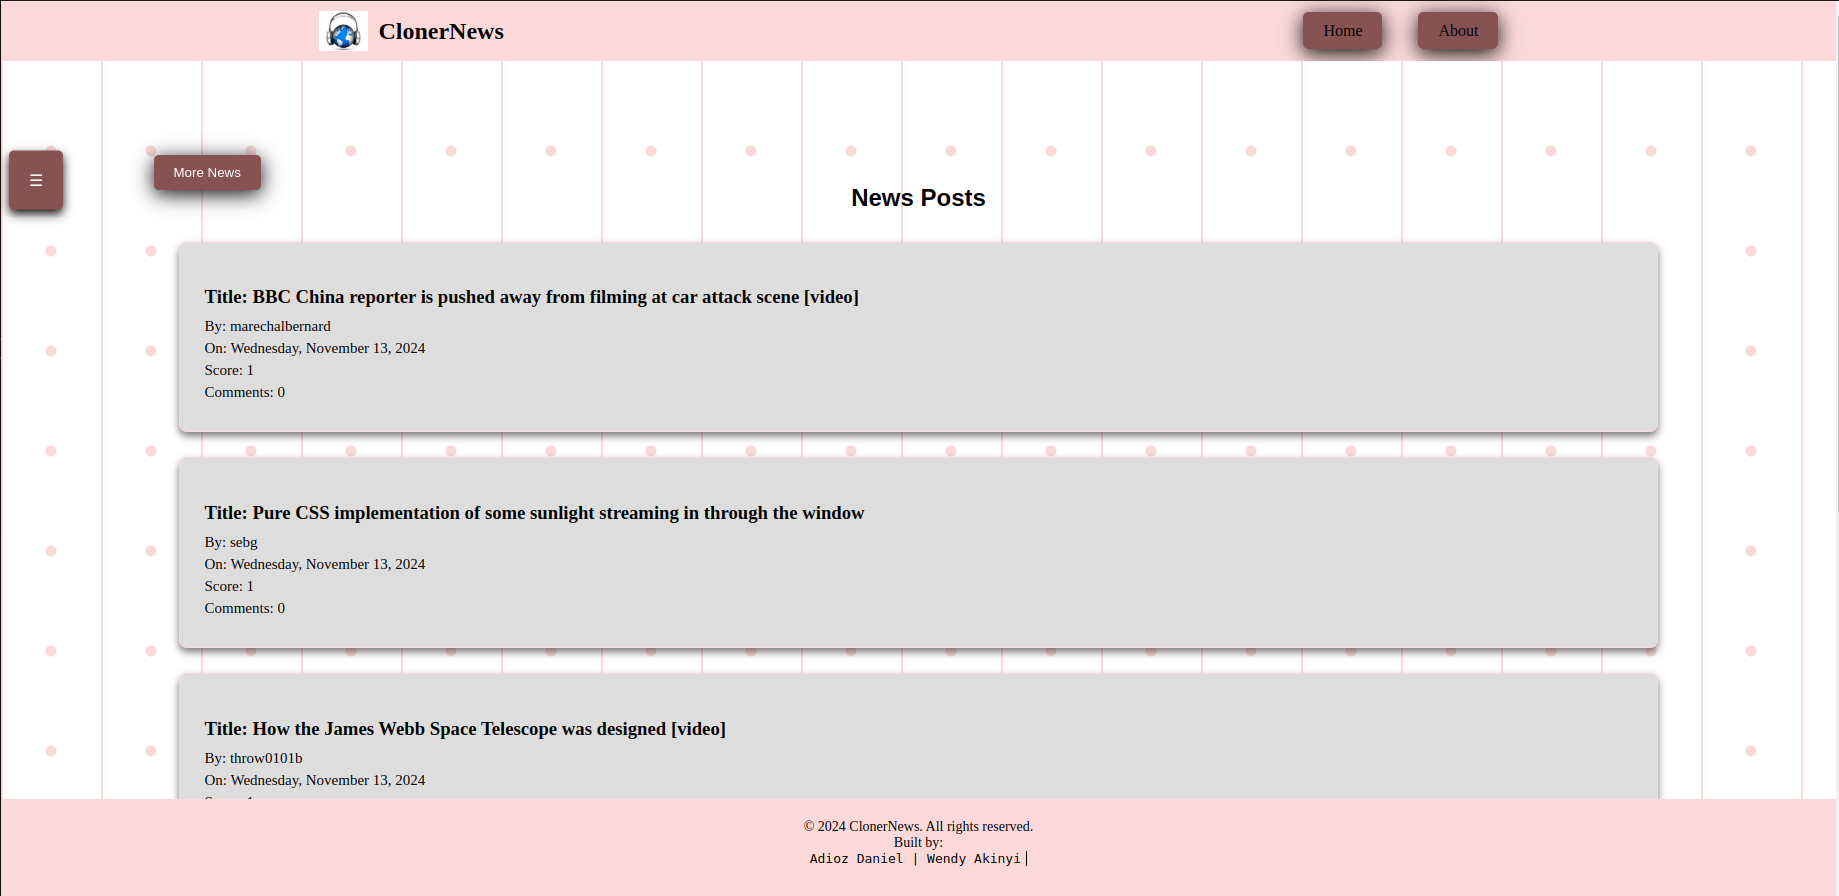 ClonerNews
Home
About
☰
More News
News Posts
Title: BBC China reporter is pushed away from filming at car attack scene [video]
By: marechalbernard
On: Wednesday, November 13, 2024
Score: 1
Comments: 0
Title: Pure CSS implementation of some sunlight streaming in through the window
By: sebg
On: Wednesday, November 13, 2024
Score: 1
Comments: 0
Title: How the James Webb Space Telescope was designed [video]
By: throw0101b
On: Wednesday, November 13, 2024
© 2024 ClonerNews. All rights reserved.
Built by:
Adioz Daniel | Wendy Akinyi